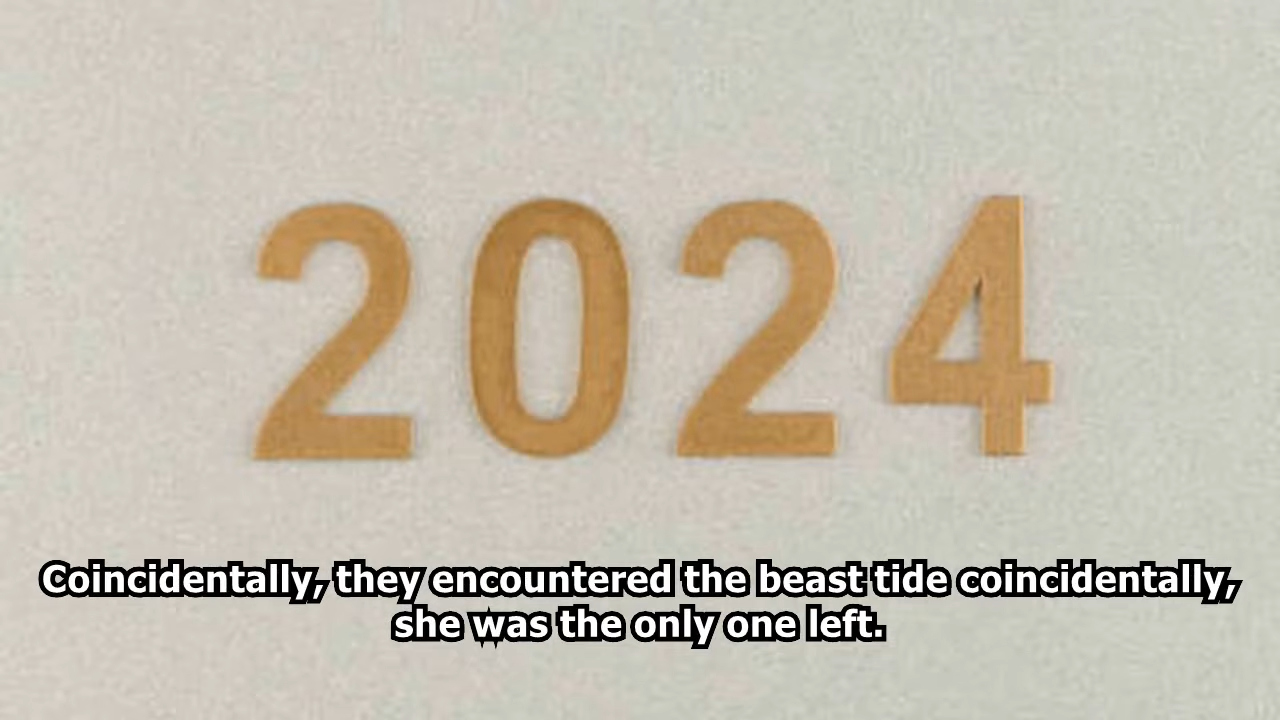 2024
Coincidentally, they encountered the beast tide coincidentally,
she was the only one left.